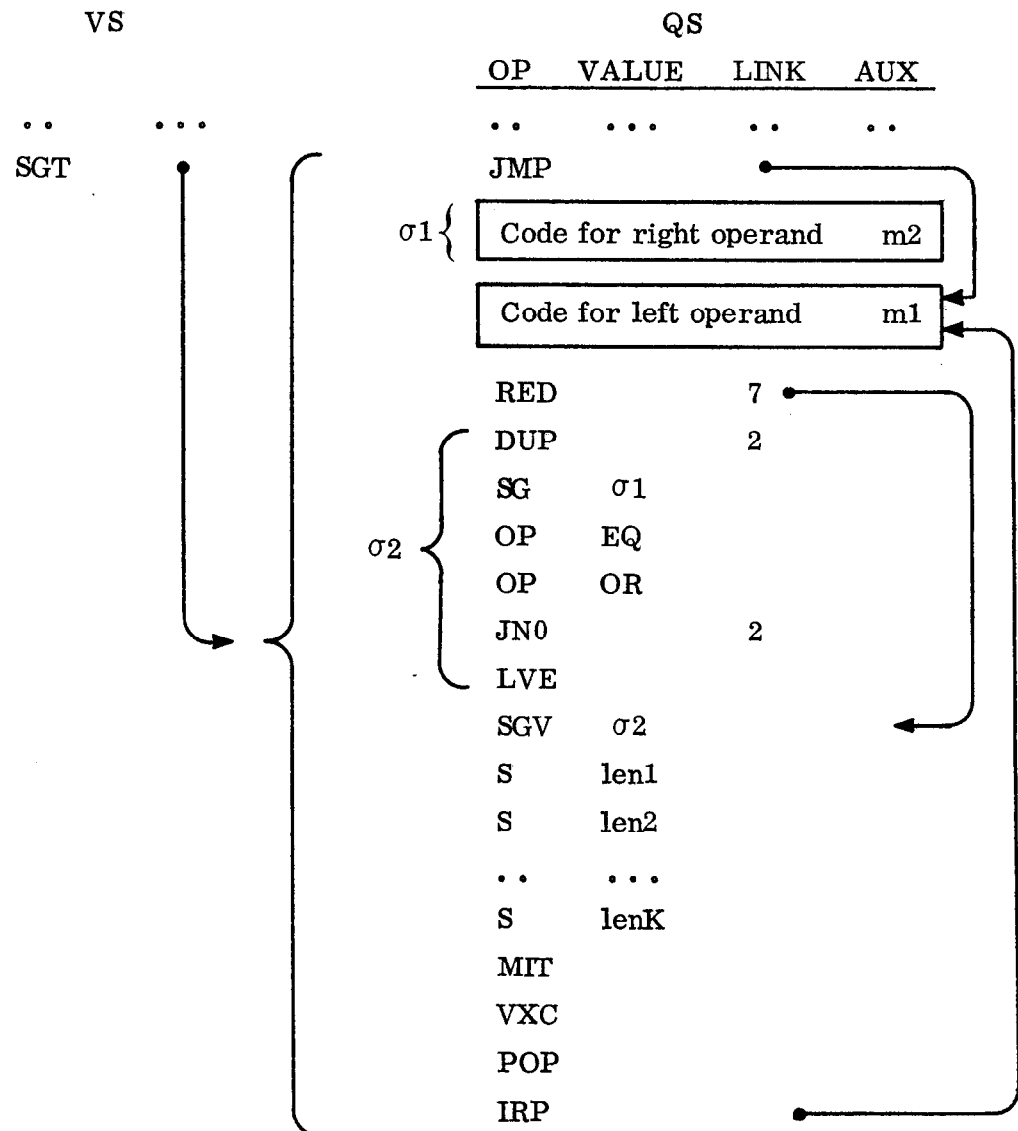 VS QS
OP VALUE LINK AUX
.. ... .. ... .. ..
SGT JMP
σ1 { Code for right operand m2
Code for left operand m1
RED 7
DUP 2
SG σ1
OP EQ
σ2
OP OR
JN0 2
LVE
SGV σ2
S len1
S len2
.. ...
S lenK
MIT
VXC
POP
IRP